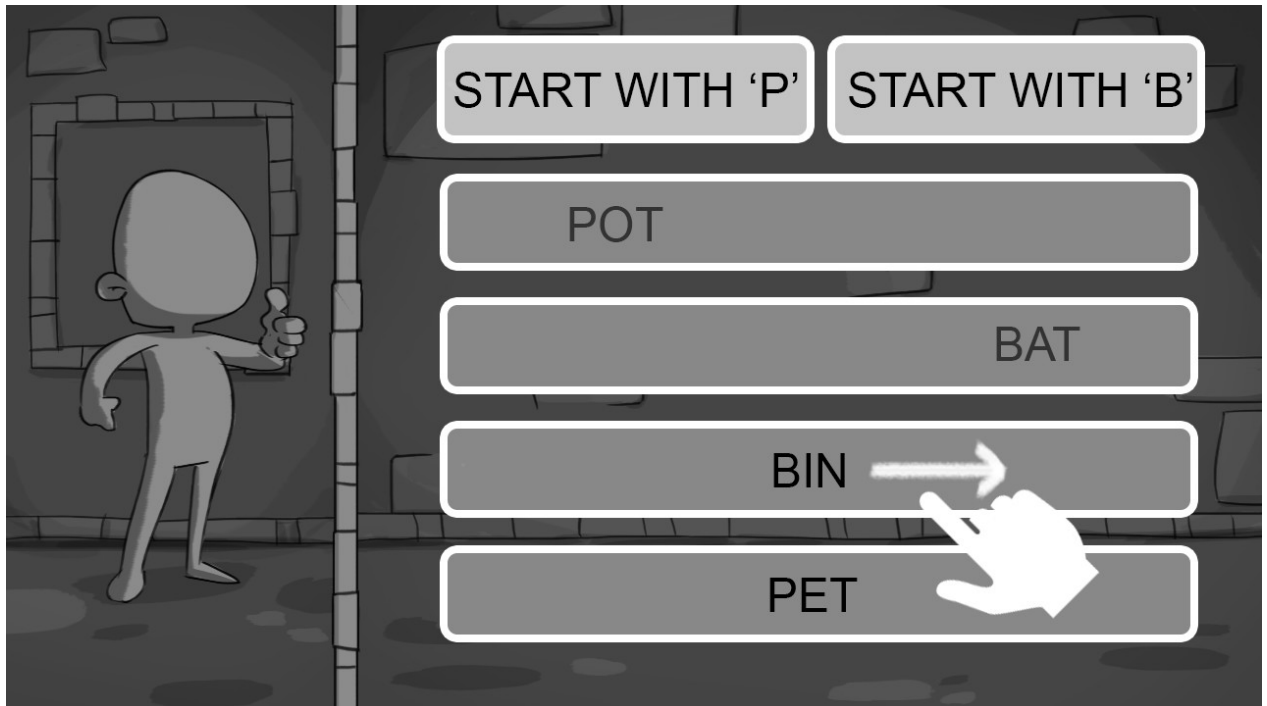 START WITH ‘P’
START WITH ‘B’
POT
BAT
BIN
PET